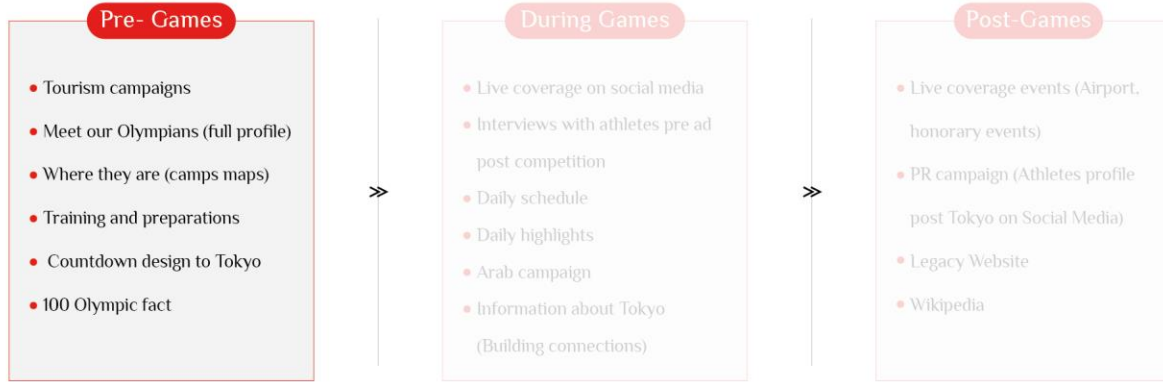 Pre- Games
Tourism campaigns
Meet our Olympians (full profile)
Where they are (camps maps)
Training and preparations
Countdown design to Tokyo
100 Olympic fact
During Games
Live coverage on social media
Interviews with athletes pre ad
post competition
Daily schedule
Daily highlights
Arab campaign
Information about Tokyo
(Building connections)
Post-Games
Live coverage events (Airport,
honorary events)
PR campaign (Athletes profile
post Tokyo on Social Media)
Legacy Website
Wikipedia